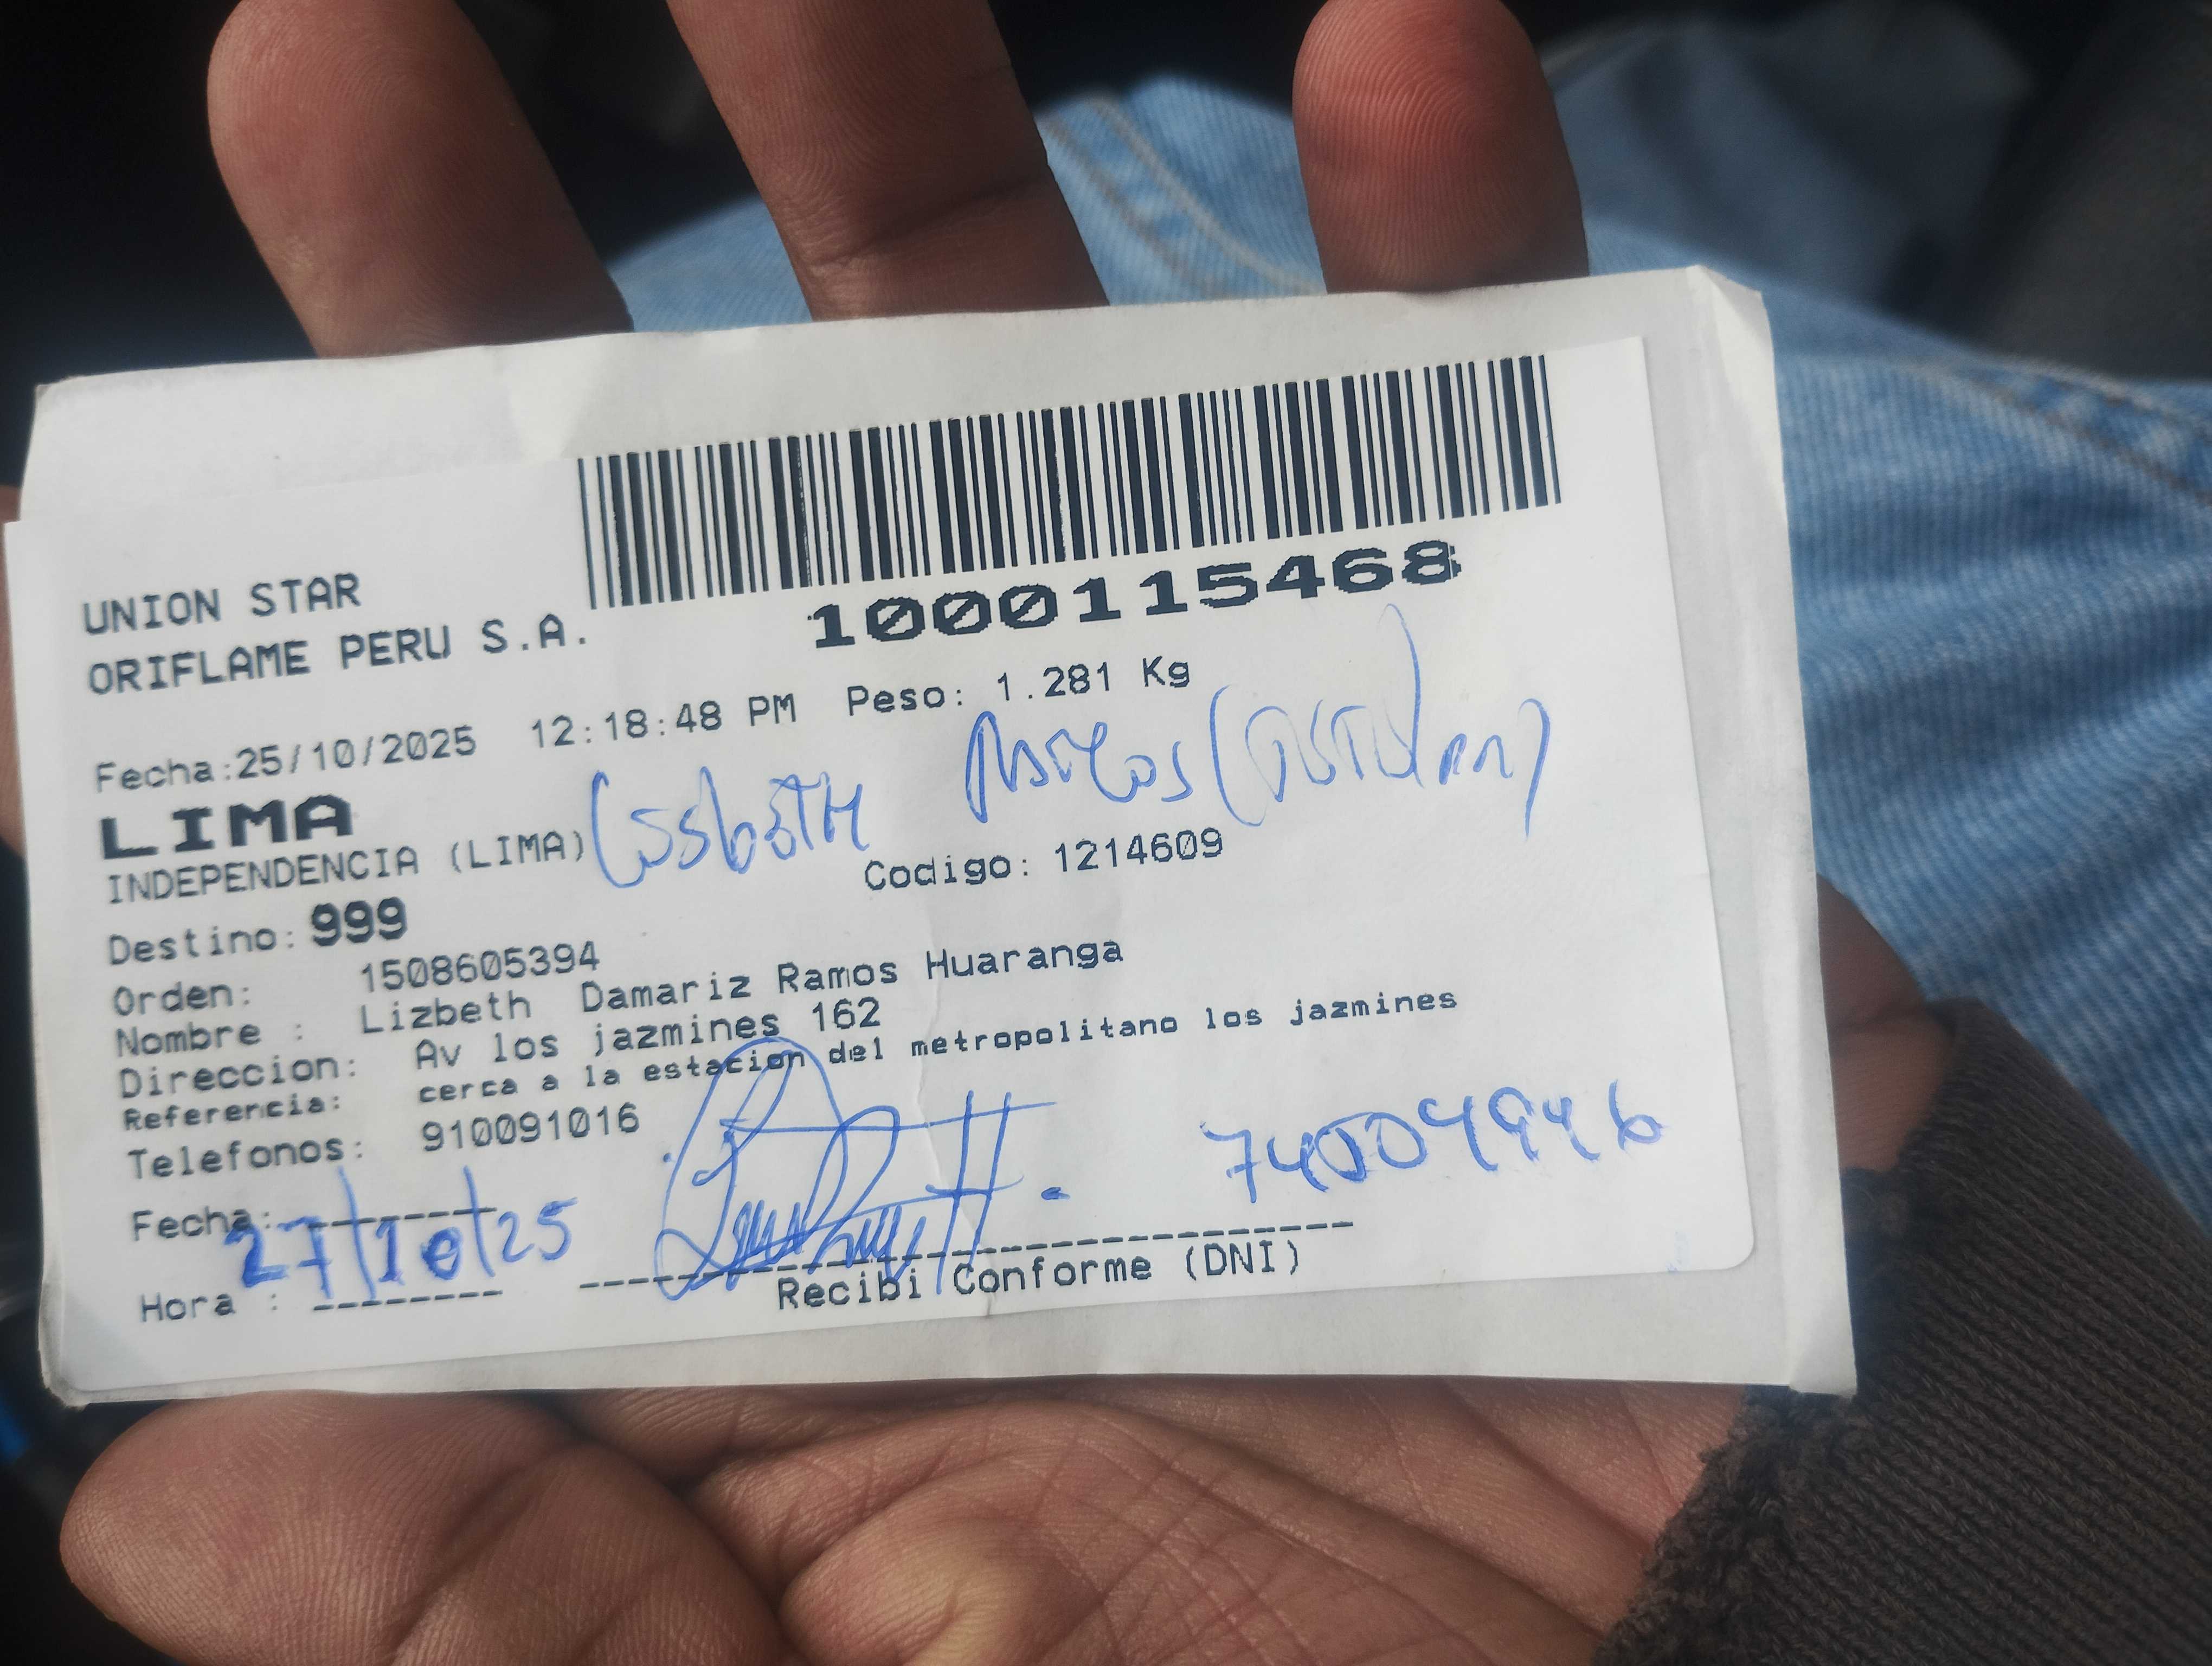 UNION STAR
ORIFLAME PERU S.A.
1000115468
Fecha:25/10/2025 12:18:48 PM Peso: 1.281 Kg
LIMA
INDEPENDENCIA (LIMA)
Codigo: 1214609
Destino: 999
Orden: 1508605394
Nombre : Lizbeth Damariz Ramos Huaranga
Direccion: Av los jazmines 162
Referencia: cerca a la estacion del metropolitano los jazmines
Telefonos: 910091016
Fecha: 27/10/25
Hora :
Recibi Conforme (DNI)